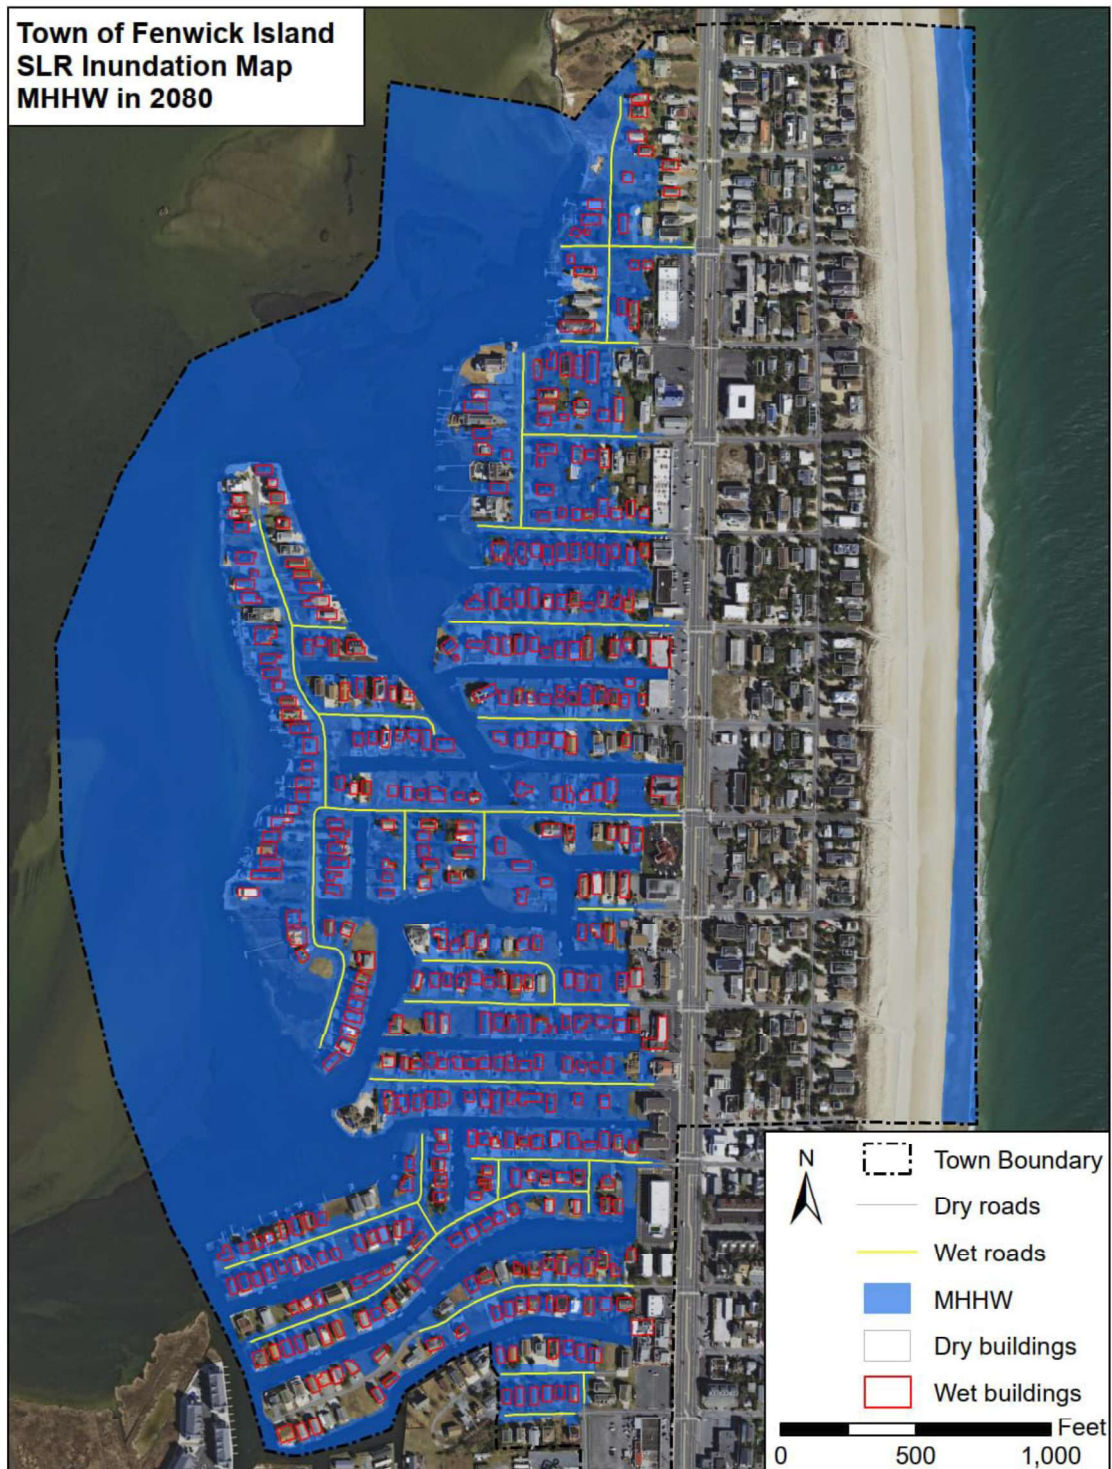 Town of Fenwick Island
SLR Inundation Map
MHHW in 2080
N
Town Boundary
Dry roads
Wet roads
MHHW
Dry buildings
Wet buildings
Feet
0 500 1,000